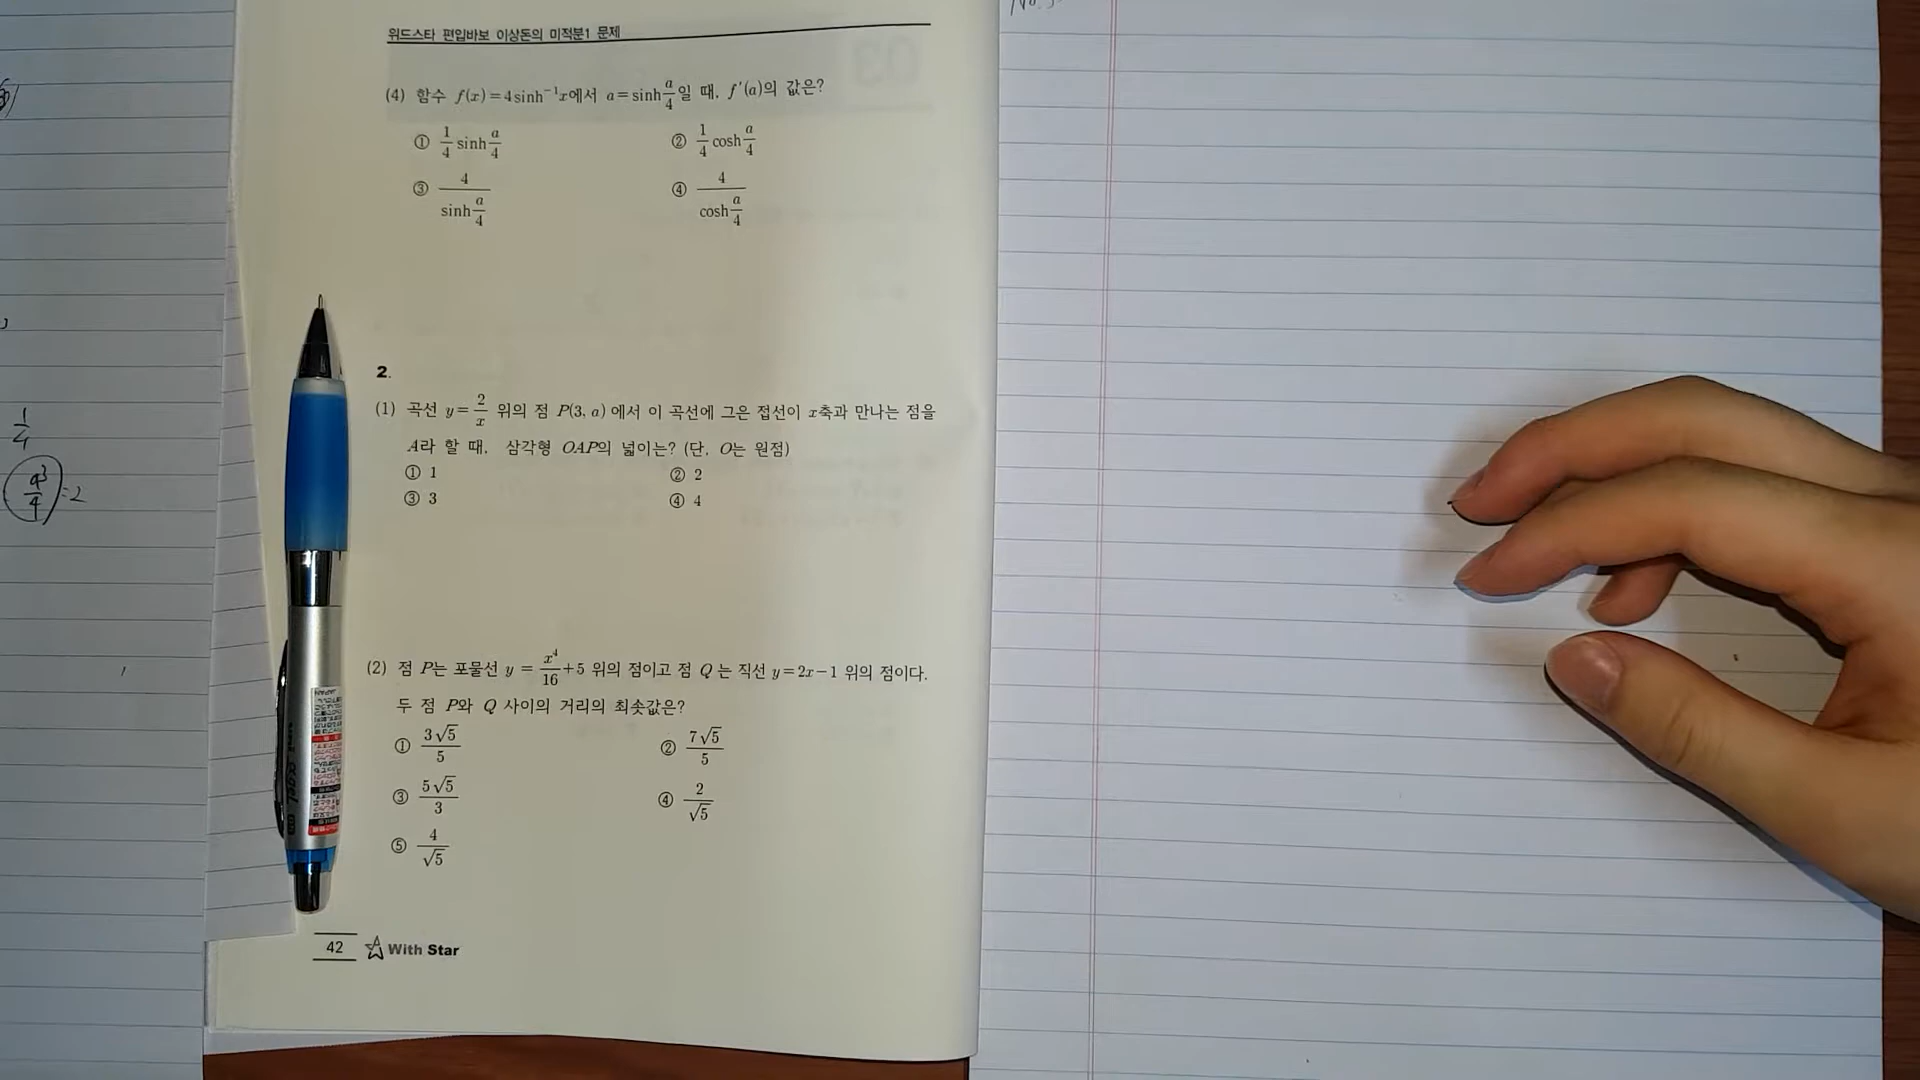 위드스타 편입바보 이상돈의 미적분1 문제
(4) 함수 f(x)=4sinh⁻¹x에서 a=sinh a/4일 때, f′(a)의 값은?
① 1/4 sinh a/4 ② 1/4 cosh a/4
③ 4/(sinh a/4) ④ 4/(cosh a/4)
2.
(1) 곡선 y=2/x 위의 점 P(3, a)에서 이 곡선에 그은 접선이 x축과 만나는 점을
A라 할 때, 삼각형 OAP의 넓이는? (단, O는 원점)
① 1 ② 2
③ 3 ④ 4
(2) 점 P는 포물선 y = x⁴/16+5 위의 점이고 점 Q는 직선 y=2x−1 위의 점이다.
두 점 P와 Q 사이의 거리의 최솟값은?
① 3√5/5 ② 7√5/5
③ 5√5/3 ④ 2/√5
⑤ 4/√5
42 With Star
1/4
=2